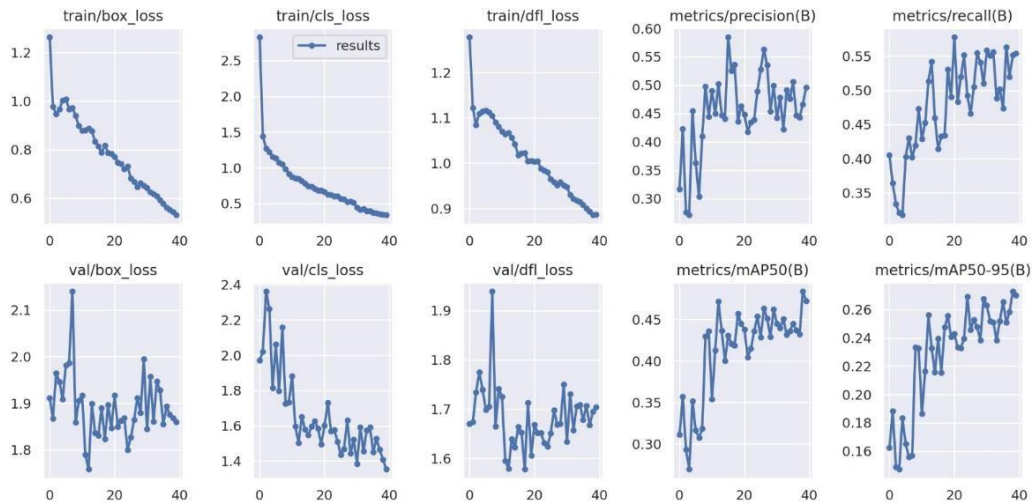 train/box_loss
train/cls_loss
train/dfl_loss
metrics/precision(B)
metrics/recall(B)
1.2
1.0
0.8
0.6
0 20 40
results
2.5
2.0
1.5
1.0
0.5
0 20 40
1.2
1.1
1.0
0.9
0 20 40
0.60
0.55
0.50
0.45
0.40
0.35
0.30
0 20 40
0.55
0.50
0.45
0.40
0.35
0 20 40
val/box_loss
val/cls_loss
val/dfl_loss
metrics/mAP50(B)
metrics/mAP50-95(B)
2.1
2.0
1.9
1.8
0 20 40
2.4
2.2
2.0
1.8
1.6
1.4
0 20 40
1.9
1.8
1.7
1.6
0 20 40
0.45
0.40
0.35
0.30
0 20 40
0.26
0.24
0.22
0.20
0.18
0.16
0 20 40